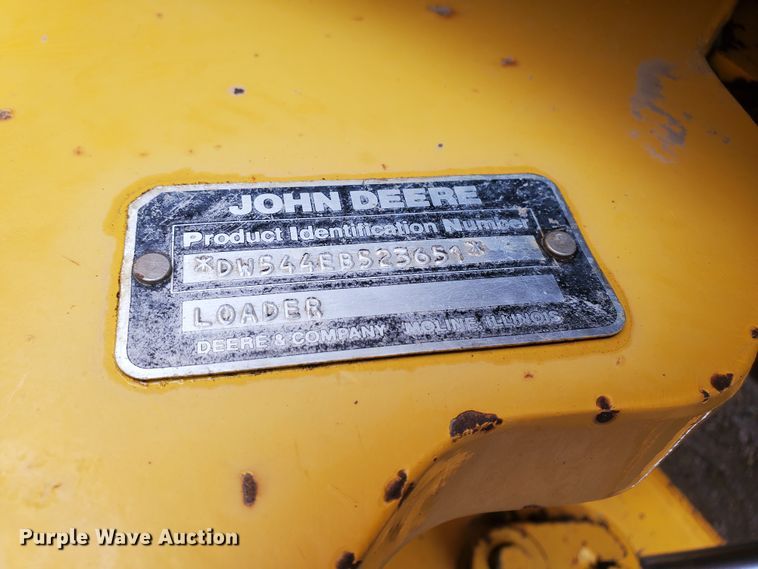 JOHN DEERE
Product Identification Number
*DW544EB523651*
LOADER
DEERE & COMPANY MOLINE, ILLINOIS
Purple Wave Auction